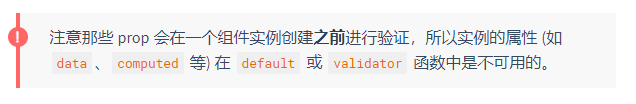 !
注意那些 prop 会在一个组件实例创建之前进行验证，所以实例的属性 (如
data、computed 等) 在 default 或 validator 函数中是不可用的。